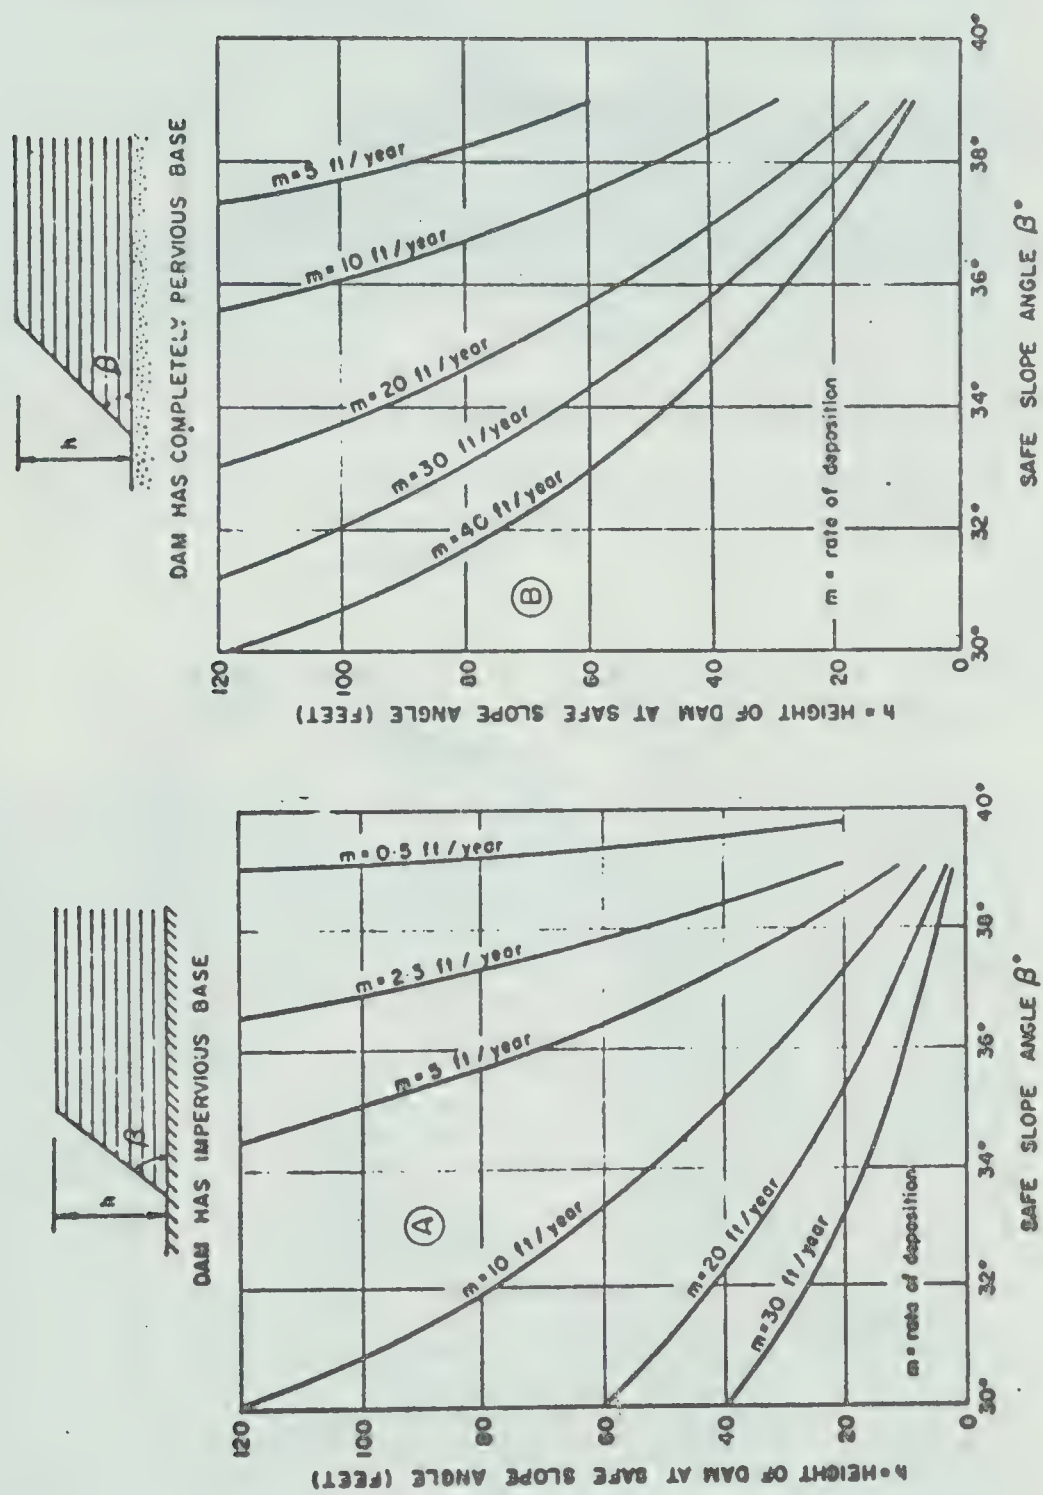 h
β
DAM HAS IMPERVIOUS BASE
h = HEIGHT OF DAM AT SAFE SLOPE ANGLE (FEET)
120
100
80
60
40
20
0
m = 0·5 ft / year
m = 2·5 ft / year
m = 5 ft / year
m = 10 ft / year
m = 20 ft/year
m = 30 ft/year
A
m = rate of deposition
30°
32°
34°
36°
38°
40°
SAFE SLOPE ANGLE β°
h
β
DAM HAS COMPLETELY PERVIOUS BASE
h = HEIGHT OF DAM AT SAFE SLOPE ANGLE (FEET)
120
100
80
60
40
20
0
m = 5 ft/year
m = 10 ft/year
m = 20 ft/year
m = 30 ft/year
m = 40 ft/year
B
m = rate of deposition
30°
32°
34°
36°
38°
40°
SAFE SLOPE ANGLE β°